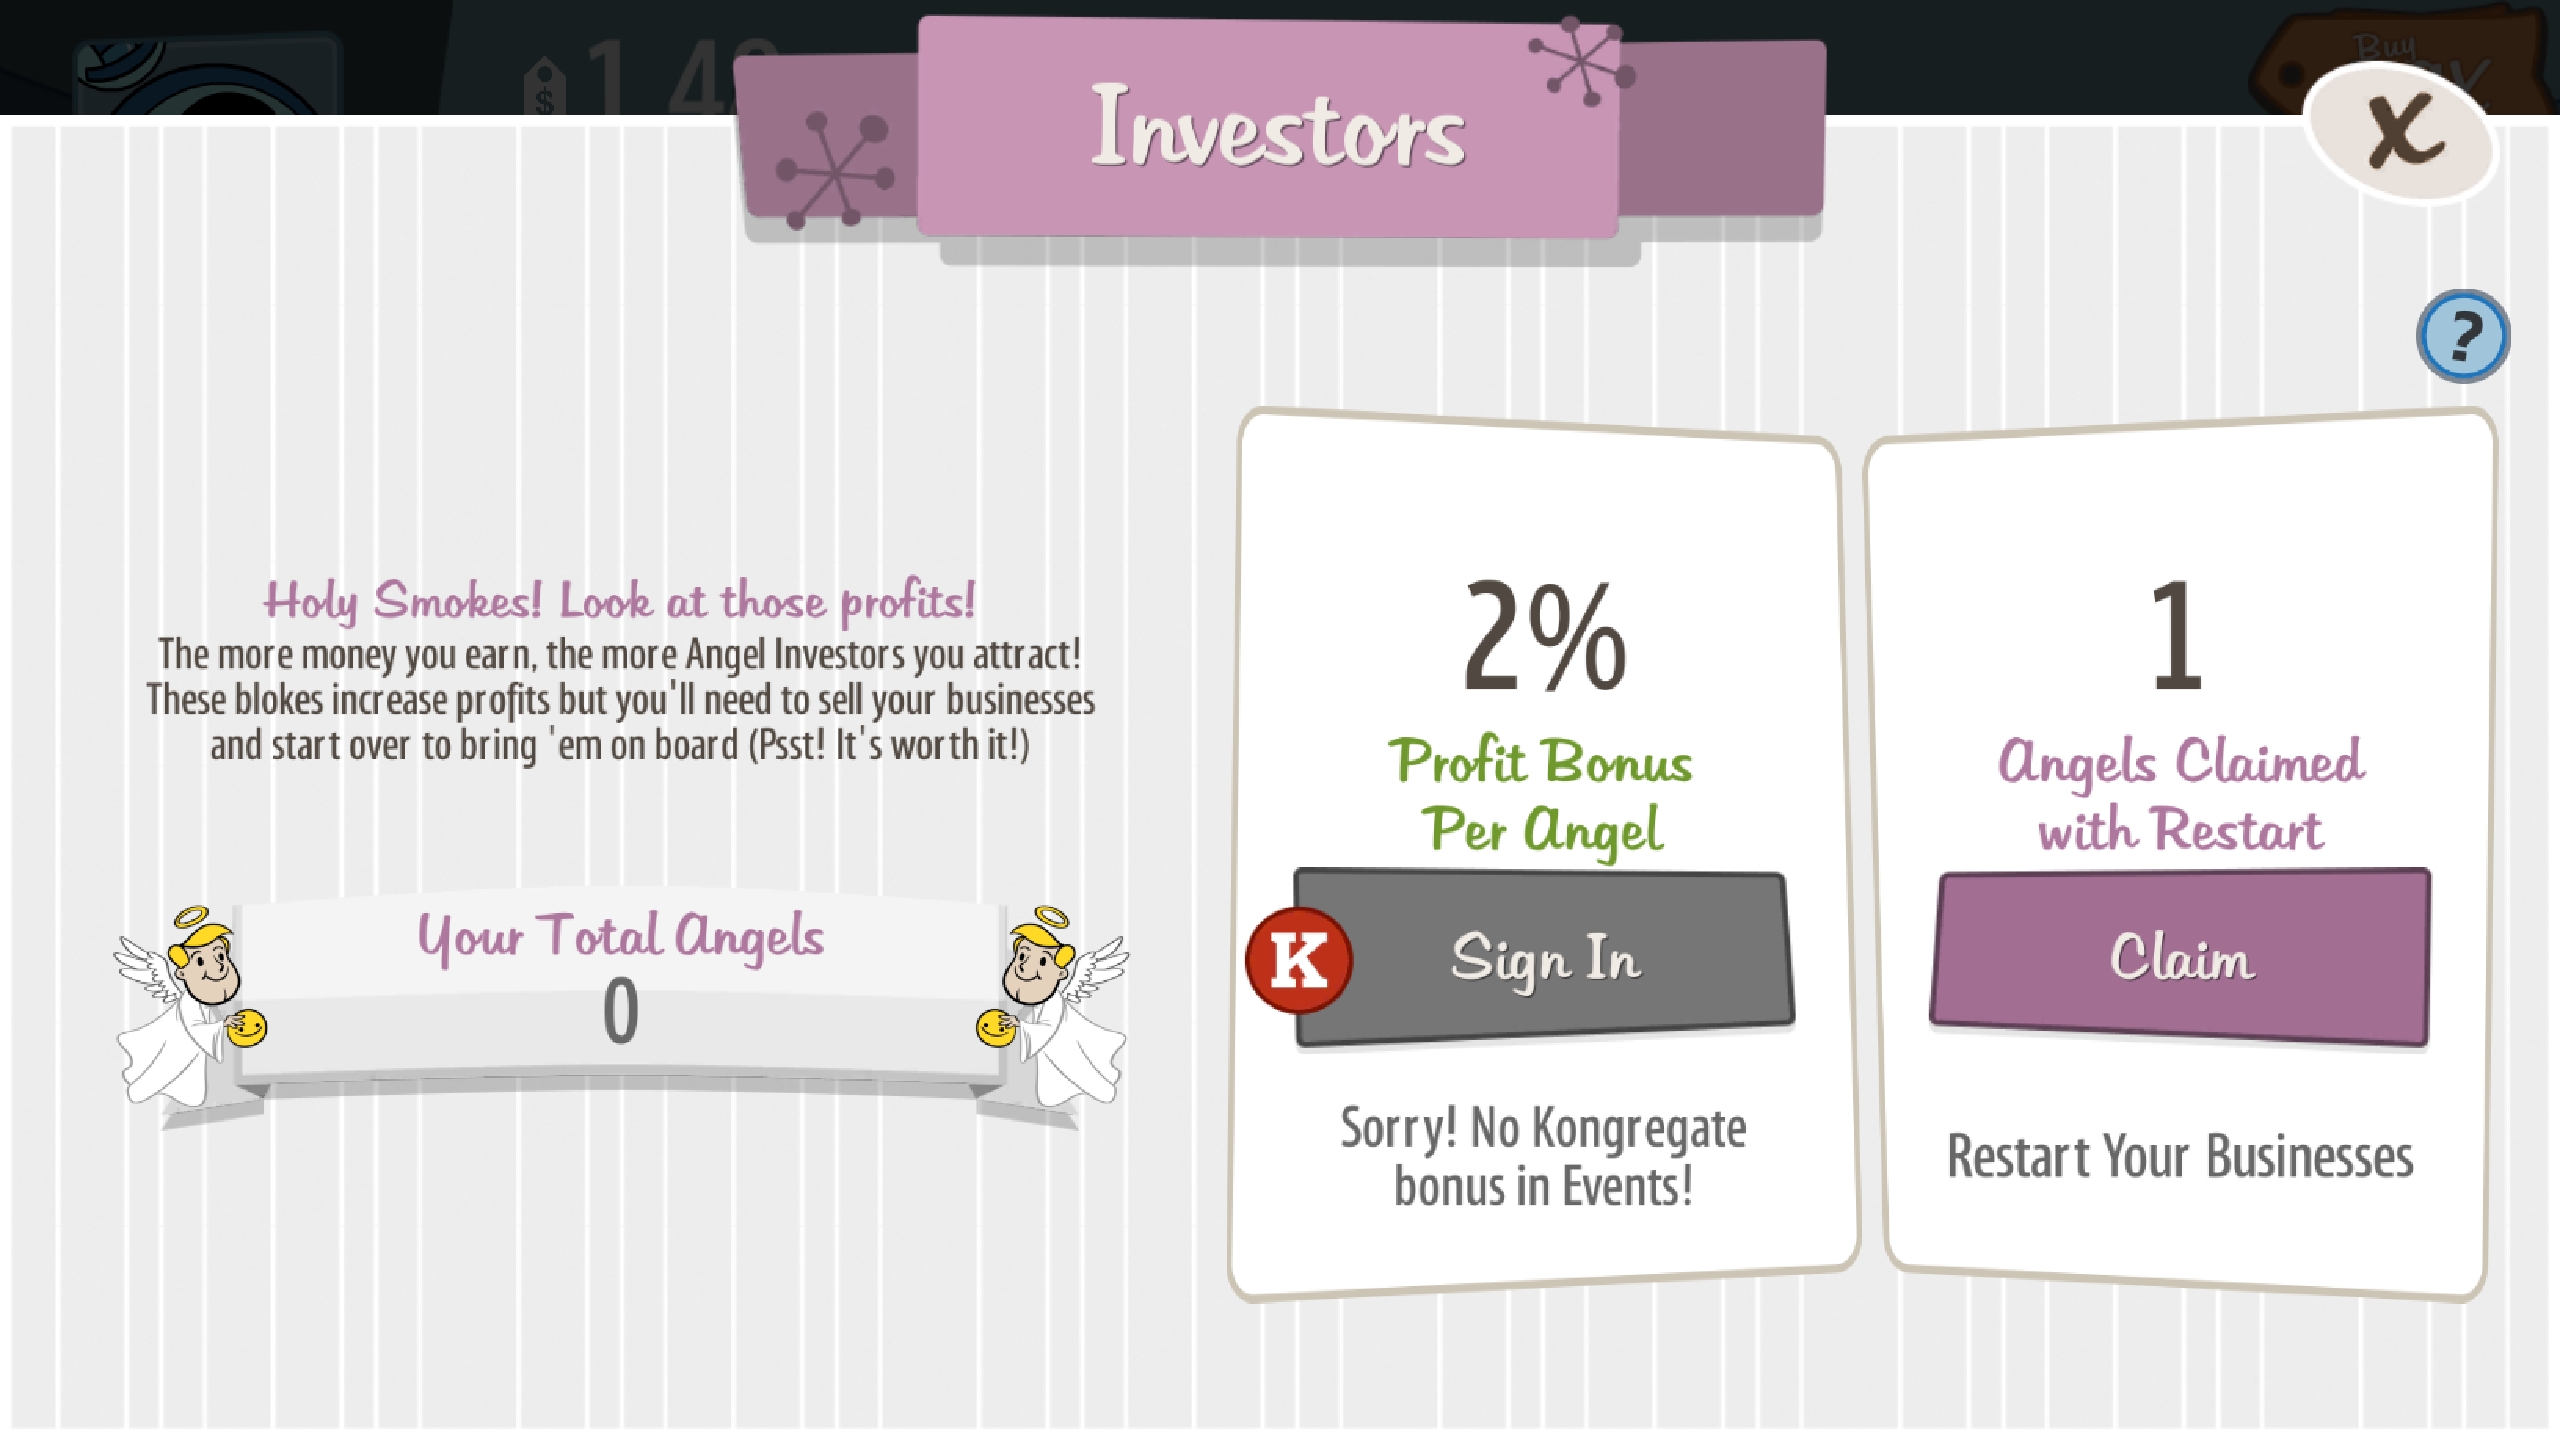 Investors
X
?
Holy Smokes! Look at those profits!
The more money you earn, the more Angel Investors you attract!
These blokes increase profits but you'll need to sell your businesses
and start over to bring 'em on board (Psst! It's worth it!)
Your Total Angels
0
2%
Profit Bonus
Per Angel
K
Sign In
Sorry! No Kongregate
bonus in Events!
1
Angels Claimed
with Restart
Claim
Restart Your Businesses
$
Buy